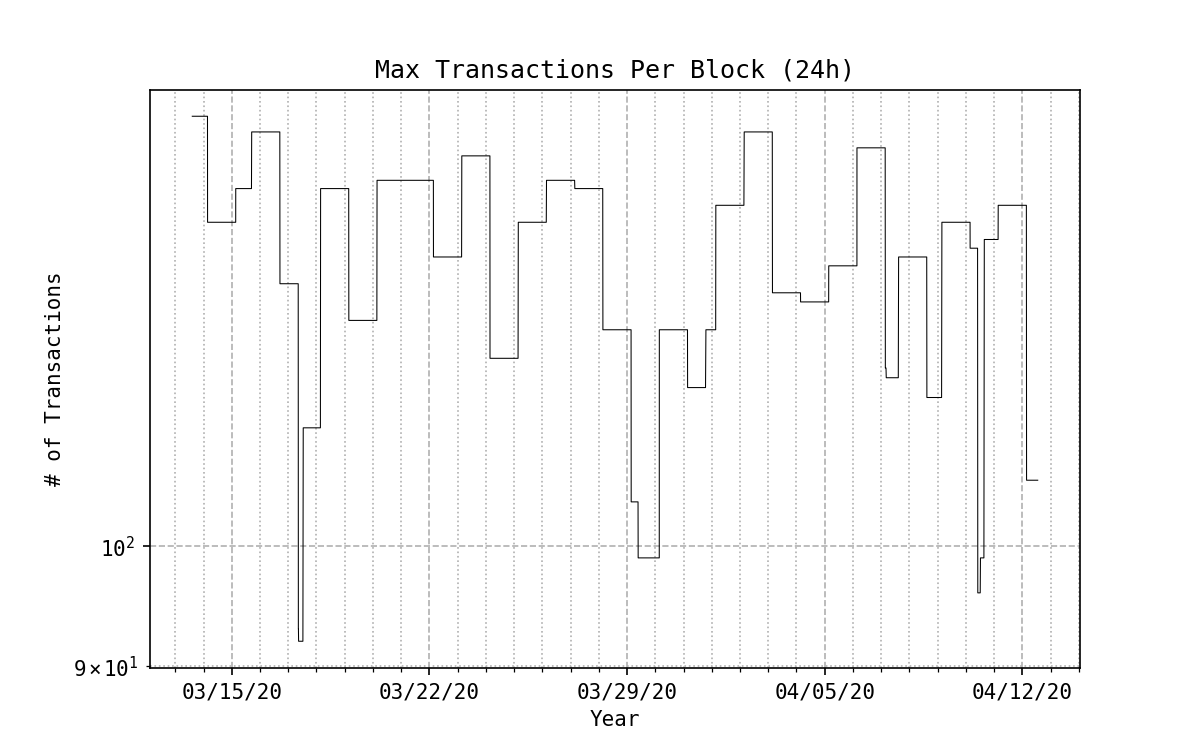 Max Transactions Per Block (24h)
# of Transactions
10²
9×10¹
03/15/20 03/22/20 03/29/20 04/05/20 04/12/20
Year